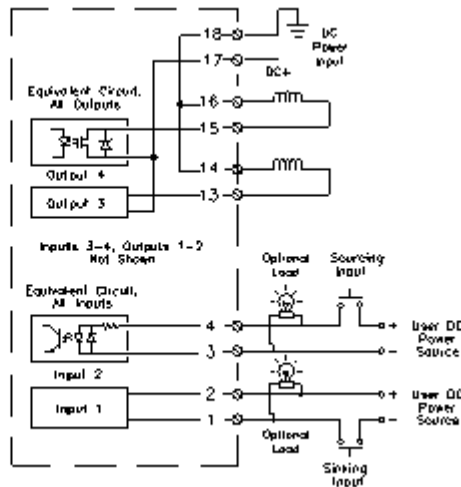 18
DC
Power
Input
17
DC+
Equivalent Circuit,
All Outputs
16
15
Output 4
14
Output 3
13
Inputs 3-4, Outputs 1-2
Not Shown
Optional
Load
Sourcing
Input
Equivalent Circuit,
All Inputs
4
+ User DC
Power
- Source
3
Input 2
2
+ User DC
Power
- Source
Input 1
1
Optional
Load
Sinking
Input